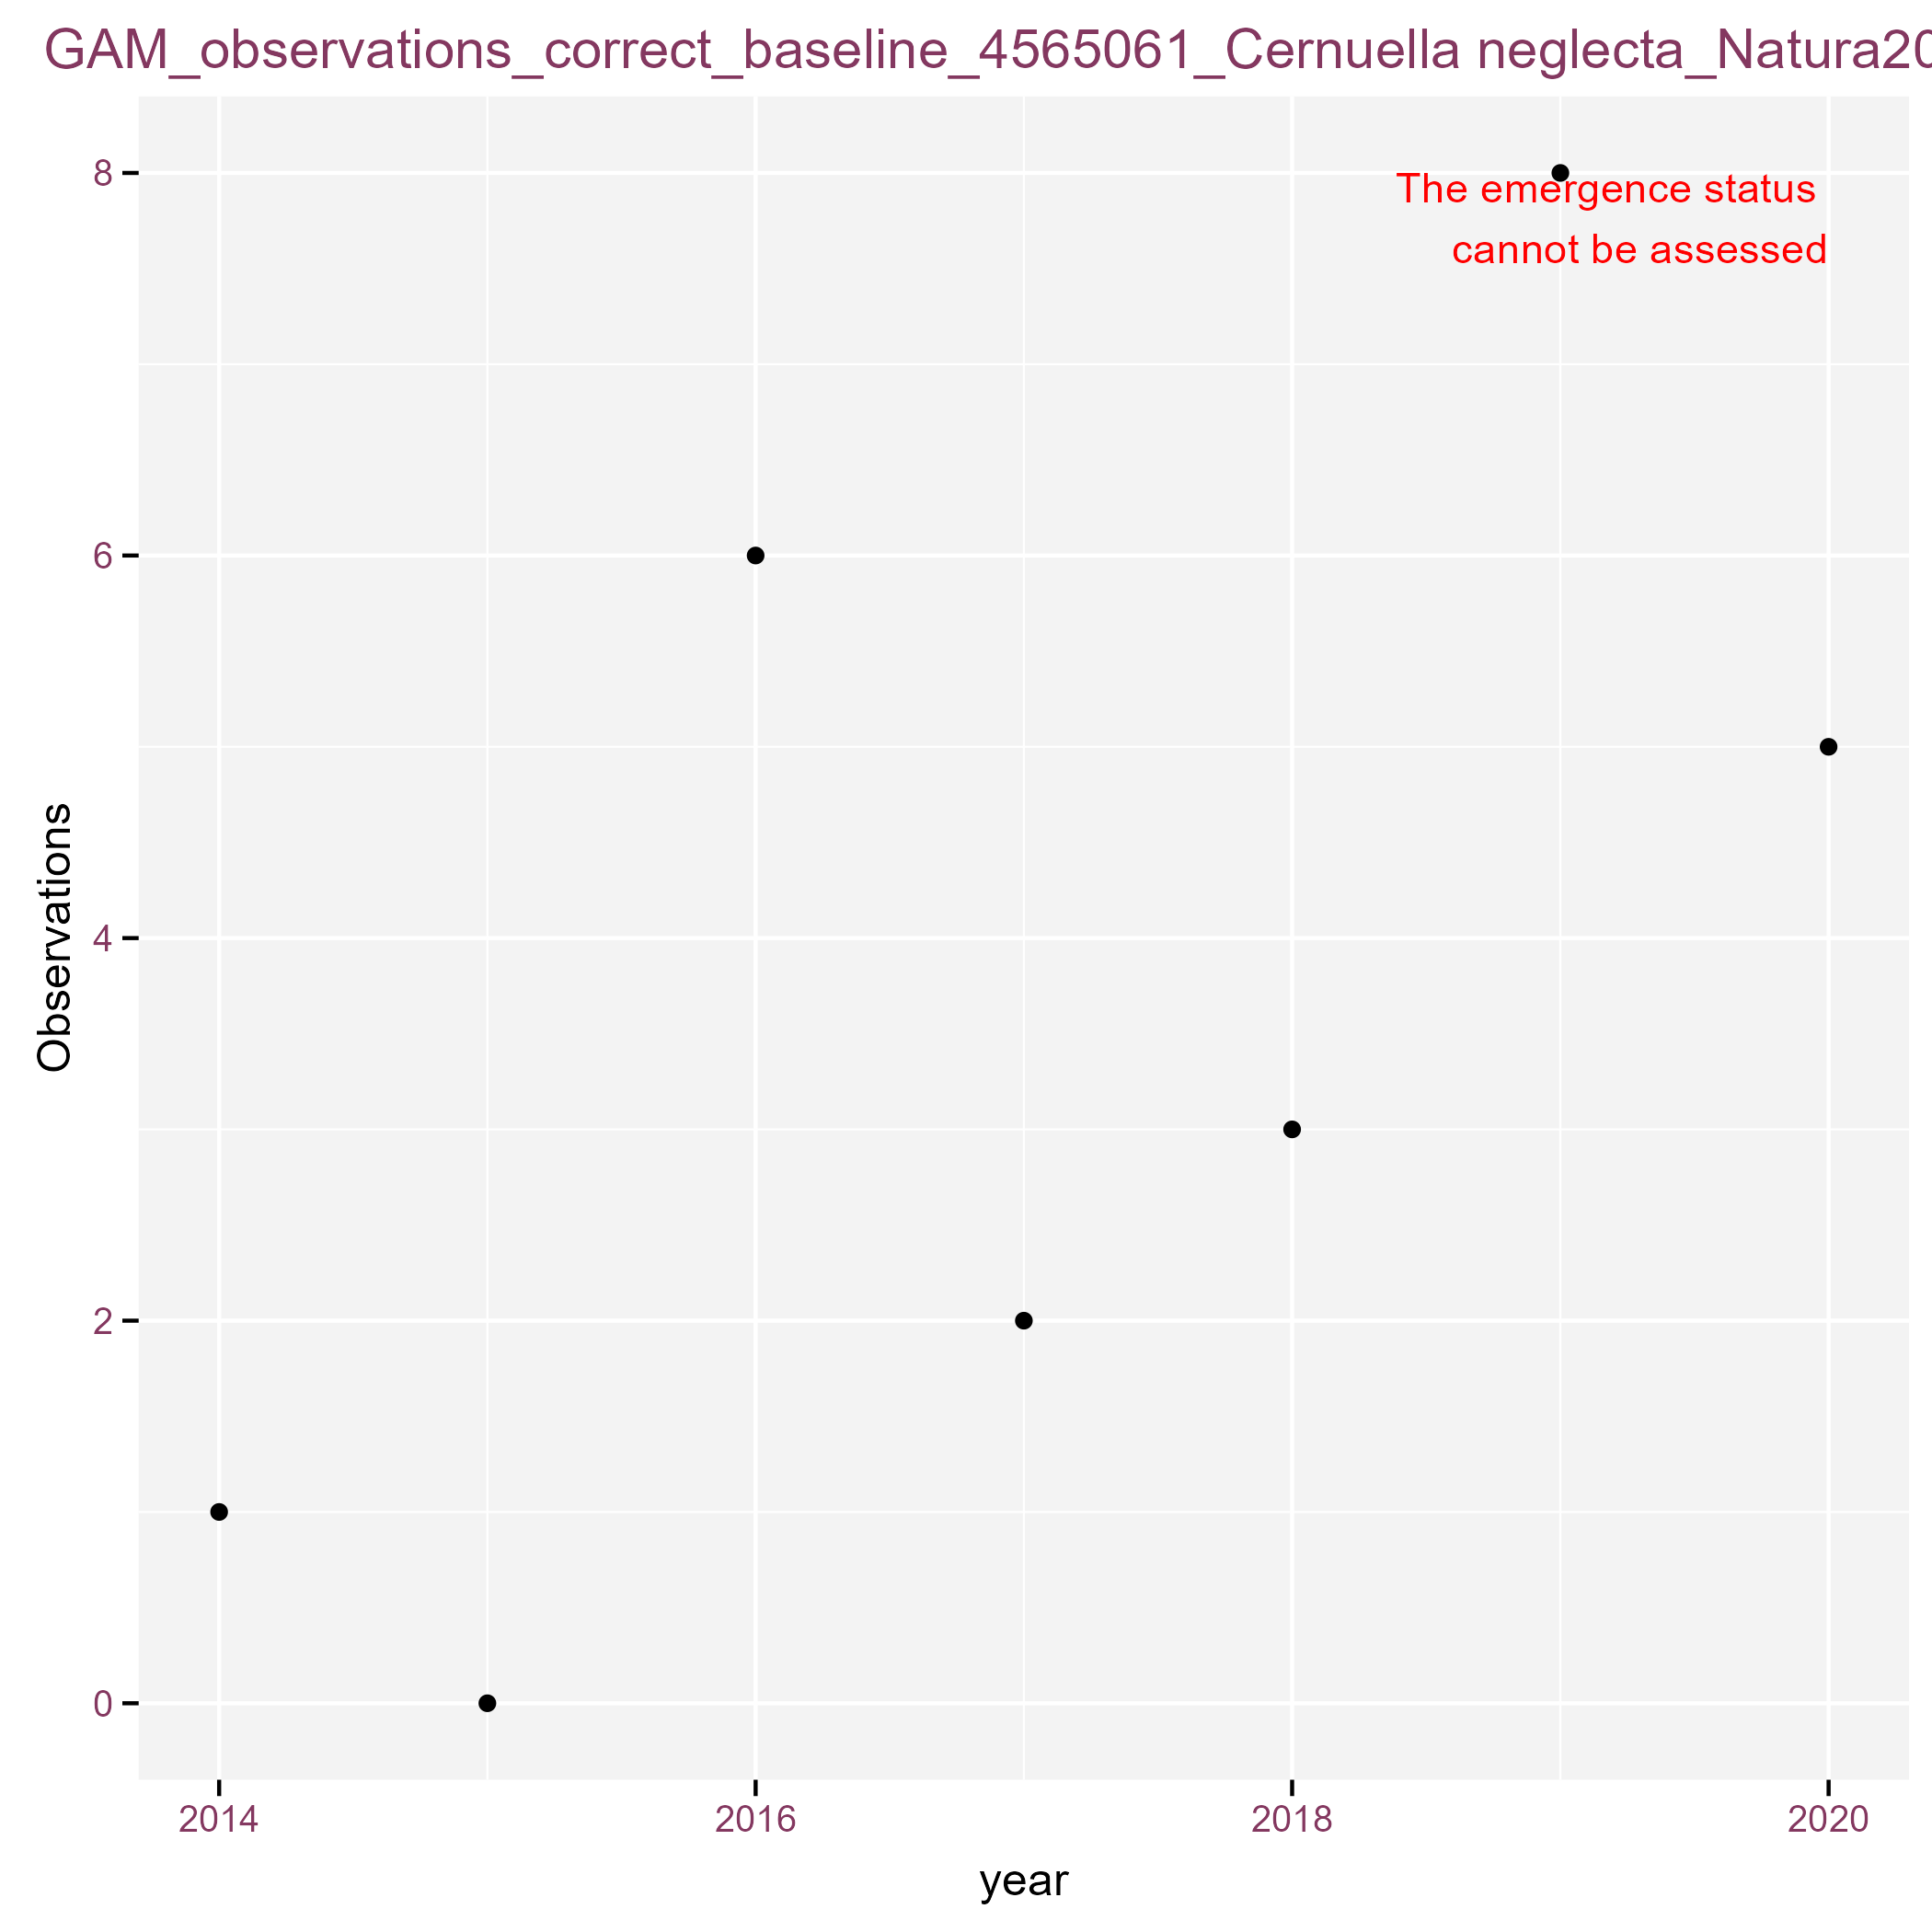 GAM_observations_correct_baseline_4565061_Cernuella neglecta_Natura20
8
The emergence status
cannot be assessed
6
4
2
0
Observations
2014 2016 2018 2020
year